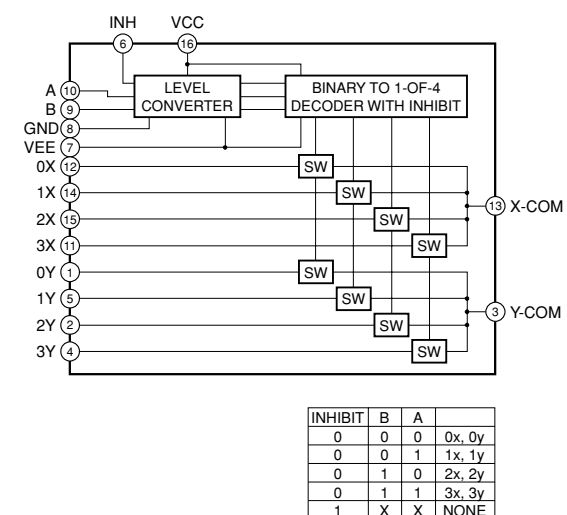 INH VCC
6 16
A 10 LEVEL BINARY TO 1-OF-4
B 9 CONVERTER DECODER WITH INHIBIT
GND 8
VEE 7
0X 12 SW
1X 14 SW
2X 15 SW 13 X-COM
3X 11 SW
0Y 1 SW
1Y 5 SW
2Y 2 SW 3 Y-COM
3Y 4 SW
INHIBIT B A
0 0 0 0x, 0y
0 0 1 1x, 1y
0 1 0 2x, 2y
0 1 1 3x, 3y
1 X X NONE